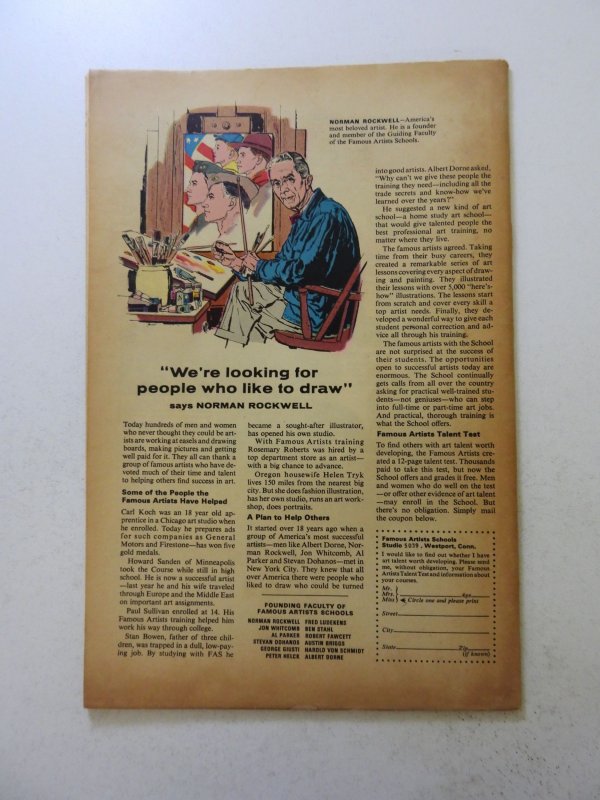 NORMAN ROCKWELL—America's
most beloved artist. He is a founder
and member of the Guiding Faculty
of the Famous Artists Schools.
"We're looking for
people who like to draw"
says NORMAN ROCKWELL
Today hundreds of men and women
who never thought they could be art-
ists are working at easels and drawing
boards, making pictures and getting
well paid for it. They all can thank a
group of famous artists who have de-
voted much of their time and talent
to helping others find success in art.
Some of the People the
Famous Artists Have Helped
Carl Koch was an 18 year old ap-
prentice in a Chicago art studio when
he enrolled. Today he prepares ads
for such companies as General
Motors and Firestone—has won five
gold medals.
Howard Sanden of Minneapolis
took the Course while still in high
school. He is now a successful artist
—last year he and his wife traveled
through Europe and the Middle East
on important art assignments.
Paul Sullivan enrolled at 14. His
Famous Artists training helped him
work his way through college.
Stan Bowen, father of three chil-
dren, was trapped in a dull, low-pay-
ing job. By studying with FAS he
became a sought-after illustrator,
has opened his own studio.
With Famous Artists training
Rosemary Roberts was hired by a
top department store as an artist—
with a big chance to advance.
Oregon housewife Helen Tryk
lives 150 miles from the nearest big
city. But she does fashion illustration,
has her own studio, runs an art work-
shop, does portraits.
A Plan to Help Others
It started over 18 years ago when a
group of America's most successful
artists—men like Albert Dorne, Nor-
man Rockwell, Jon Whitcomb, Al
Parker and Stevan Dohanos—met in
New York City. They knew that all
over America there were people who
liked to draw who could be turned
FOUNDING FACULTY OF
FAMOUS ARTISTS SCHOOLS
NORMAN ROCKWELL FRED LUDEKENS
JON WHITCOMB BEN STAHL
AL PARKER ROBERT FAWCETT
STEVAN DOHANOS AUSTIN BRIGGS
GEORGE GIUSTI HAROLD VON SCHMIDT
PETER HELCK ALBERT DORNE
into good artists. Albert Dorne asked,
"Why can't we give these people the
training they need—including all the
trade secrets and know-how we've
learned over the years?"
He suggested a new kind of art
school—a home study art school—
that would give talented people the
best professional art training, no
matter where they live.
The famous artists agreed. Taking
time from their busy careers, they
created a remarkable series of art
lessons covering every aspect of draw-
ing and painting. They illustrated
their lessons with over 5,000 "here's-
how" illustrations. The lessons start
from scratch and cover every skill a
top artist needs. Finally, they de-
veloped a wonderful way to give each
student personal correction and ad-
vice all through his training.
The famous artists with the School
are not surprised at the success of
their students. The opportunities
open to successful artists today are
enormous. The School continually
gets calls from all over the country
asking for practical well-trained stu-
dents—not geniuses—who can step
into full-time or part-time art jobs.
And practical, thorough training is
what the School offers.
Famous Artists Talent Test
To find others with art talent worth
developing, the Famous Artists cre-
ated a 12-page talent test. Thousands
paid to take this test, but now the
School offers and grades it free. Men
and women who do well on the test
—or offer other evidence of art talent
—may enroll in the School. But
there's no obligation. Simply mail
the coupon below.
Famous Artists Schools
Studio 5039, Westport, Conn.
I would like to find out whether I have
art talent worth developing. Please send
me, without obligation, your Famous
Artists Talent Test and information about
your courses.
Mr.
Mrs. Age
Miss Circle one and please print
Street
City
State Zip
(if known)